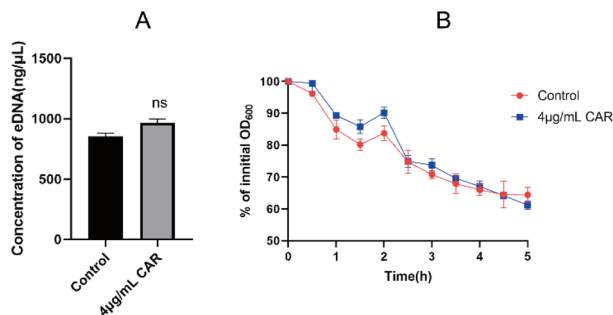 A
Concentration of eDNA(ng/μL)
1500
1000
500
0
ns
Control
4μg/mL CAR
B
% of innitial OD600
100
90
80
70
60
50
0
1
2
3
4
5
Time(h)
Control
4μg/mL CAR